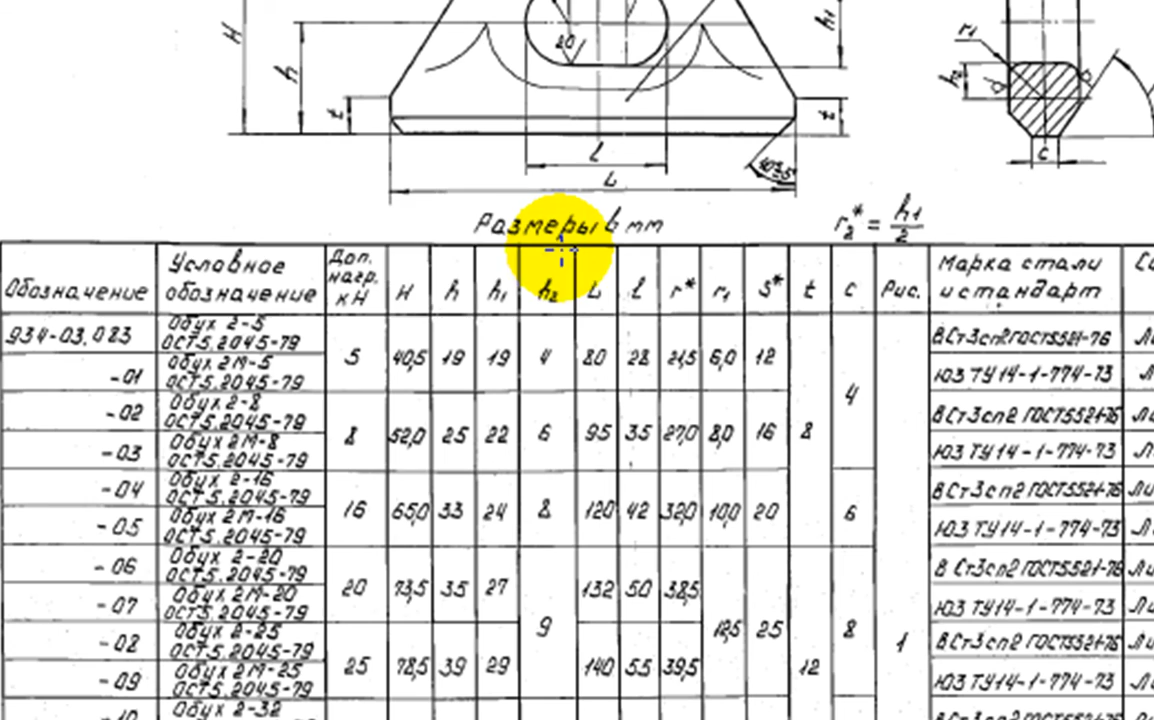 H
h
t
20
h₁
t
l
L
40±5°
r₁
h₂
d
c
Размеры в мм
r₂* = h₁/2
Обозначение
Условное обозначение
Доп. нагр. кН
H
h
h₁
h₂
L
l
r*
r₁
s*
t
c
Рис.
Марка стали и стандарт
934-03.083
Обух 2-5
ОСТ5.2045-79
5
40,5
19
19
4
80
28
21,5
6,0
12
8
4
1
ВСт3сп2 ГОСТ5521-76
-01
Обух 2М-5
ОСТ5.2045-79
ЮЗ ТУ14-1-774-73
-02
Обух 2-8
ОСТ5.2045-79
8
52,0
25
22
6
95
35
27,0
8,0
16
ВСт3сп2 ГОСТ5521-76
-03
Обух 2М-8
ОСТ5.2045-79
ЮЗ ТУ14-1-774-73
-04
Обух 2-16
ОСТ5.2045-79
16
65,0
33
24
8
120
42
32,0
10,0
20
6
ВСт3сп2 ГОСТ5521-76
-05
Обух 2М-16
ОСТ5.2045-79
ЮЗ ТУ14-1-774-73
-06
Обух 2-20
ОСТ5.2045-79
20
73,5
35
27
9
132
50
38,5
12,5
25
12
8
ВСт3сп2 ГОСТ5521-76
-07
Обух 2М-20
ОСТ5.2045-79
ЮЗ ТУ14-1-774-73
-08
Обух 2-25
ОСТ5.2045-79
25
78,5
39
29
140
55
39,5
ВСт3сп2 ГОСТ5521-76
-09
Обух 2М-25
ОСТ5.2045-79
ЮЗ ТУ14-1-774-73
-10
Обух 2-32